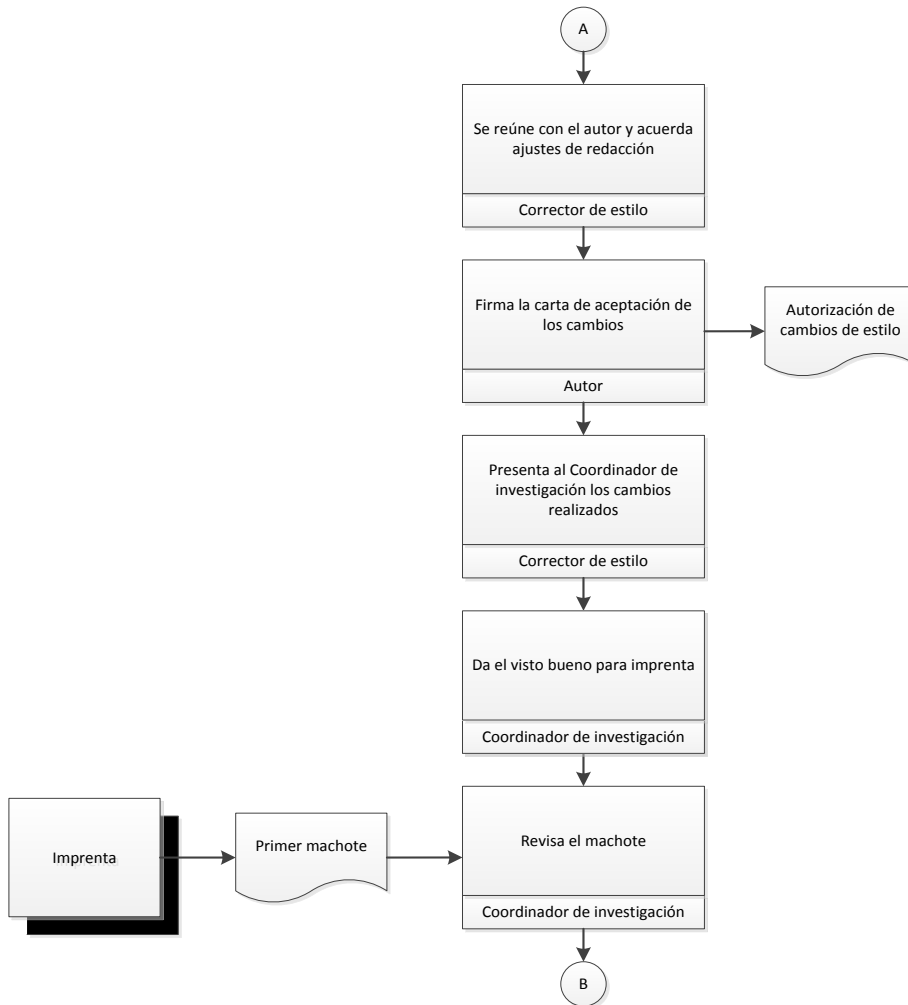 A
Se reúne con el autor y acuerda
ajustes de redacción
Corrector de estilo
Firma la carta de aceptación de
los cambios
Autor
Autorización de
cambios de estilo
Presenta al Coordinador de
investigación los cambios
realizados
Corrector de estilo
Da el visto bueno para imprenta
Coordinador de investigación
Imprenta
Primer machote
Revisa el machote
Coordinador de investigación
B